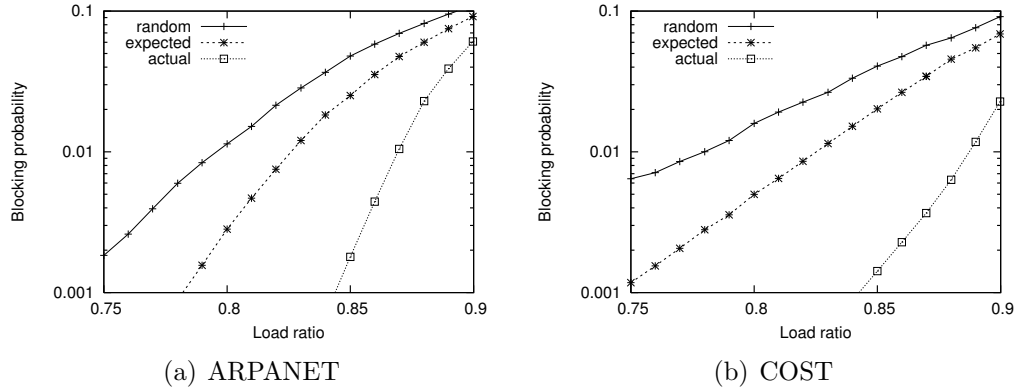 0.1
random
expected
actual
0.01
0.001
Blocking probability
0.75
0.8
0.85
0.9
Load ratio
(a) ARPANET
0.1
random
expected
actual
0.01
0.001
Blocking probability
0.75
0.8
0.85
0.9
Load ratio
(b) COST